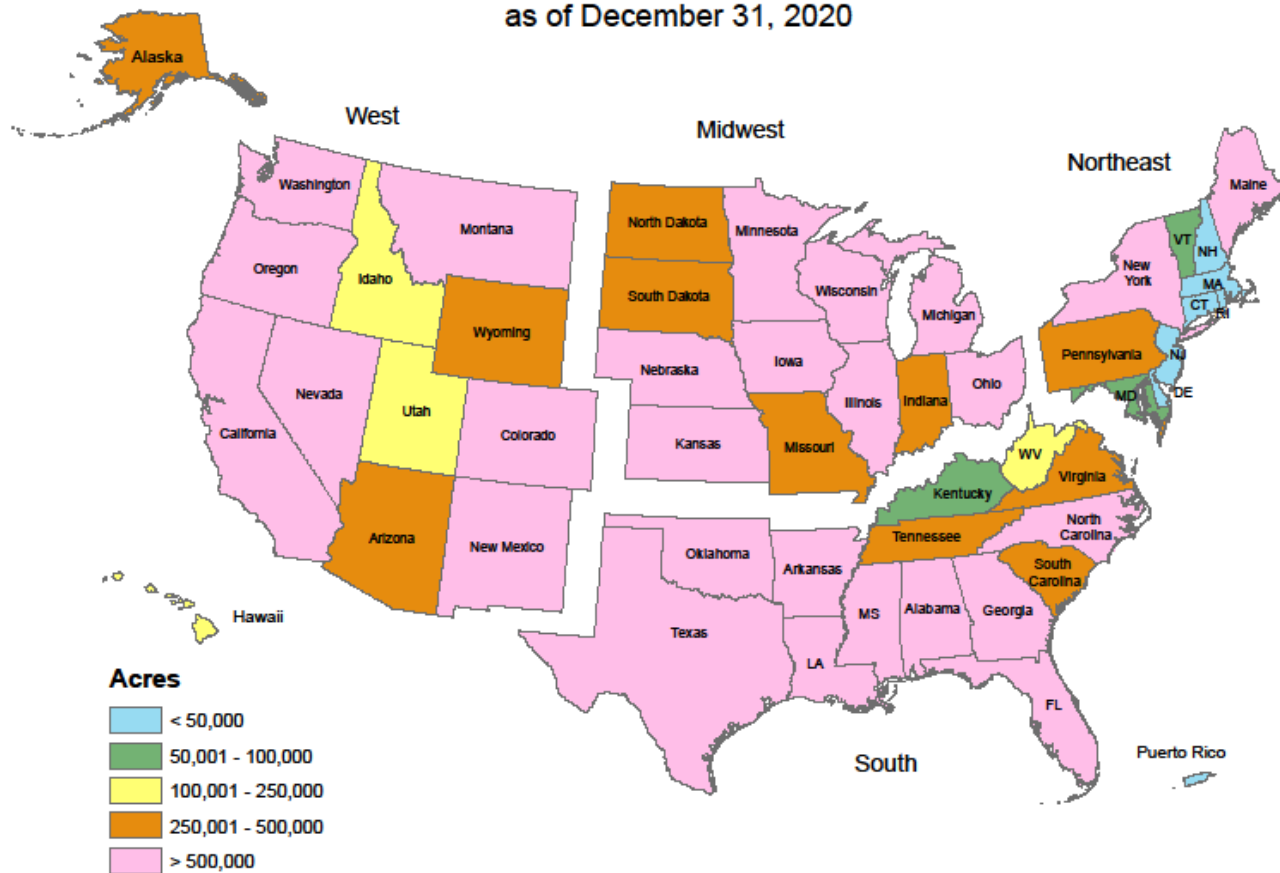 as of December 31, 2020
Alaska
West
Midwest
Northeast
Washington
Montana
Oregon
Idaho
Wyoming
Nevada
Utah
California
Colorado
Arizona
New Mexico
Hawaii
North Dakota
Minnesota
South Dakota
Wisconsin
Michigan
Nebraska
Iowa
Illinois
Indiana
Ohio
Kansas
Missouri
Maine
VT
NH
New
York
MA
CT
RI
Pennsylvania
NJ
DE
MD
WV
Virginia
Kentucky
North
Carolina
Tennessee
South
Carolina
Oklahoma
Arkansas
Texas
LA
MS
Alabama
Georgia
FL
South
Puerto Rico
Acres
< 50,000
50,001 - 100,000
100,001 - 250,000
250,001 - 500,000
> 500,000